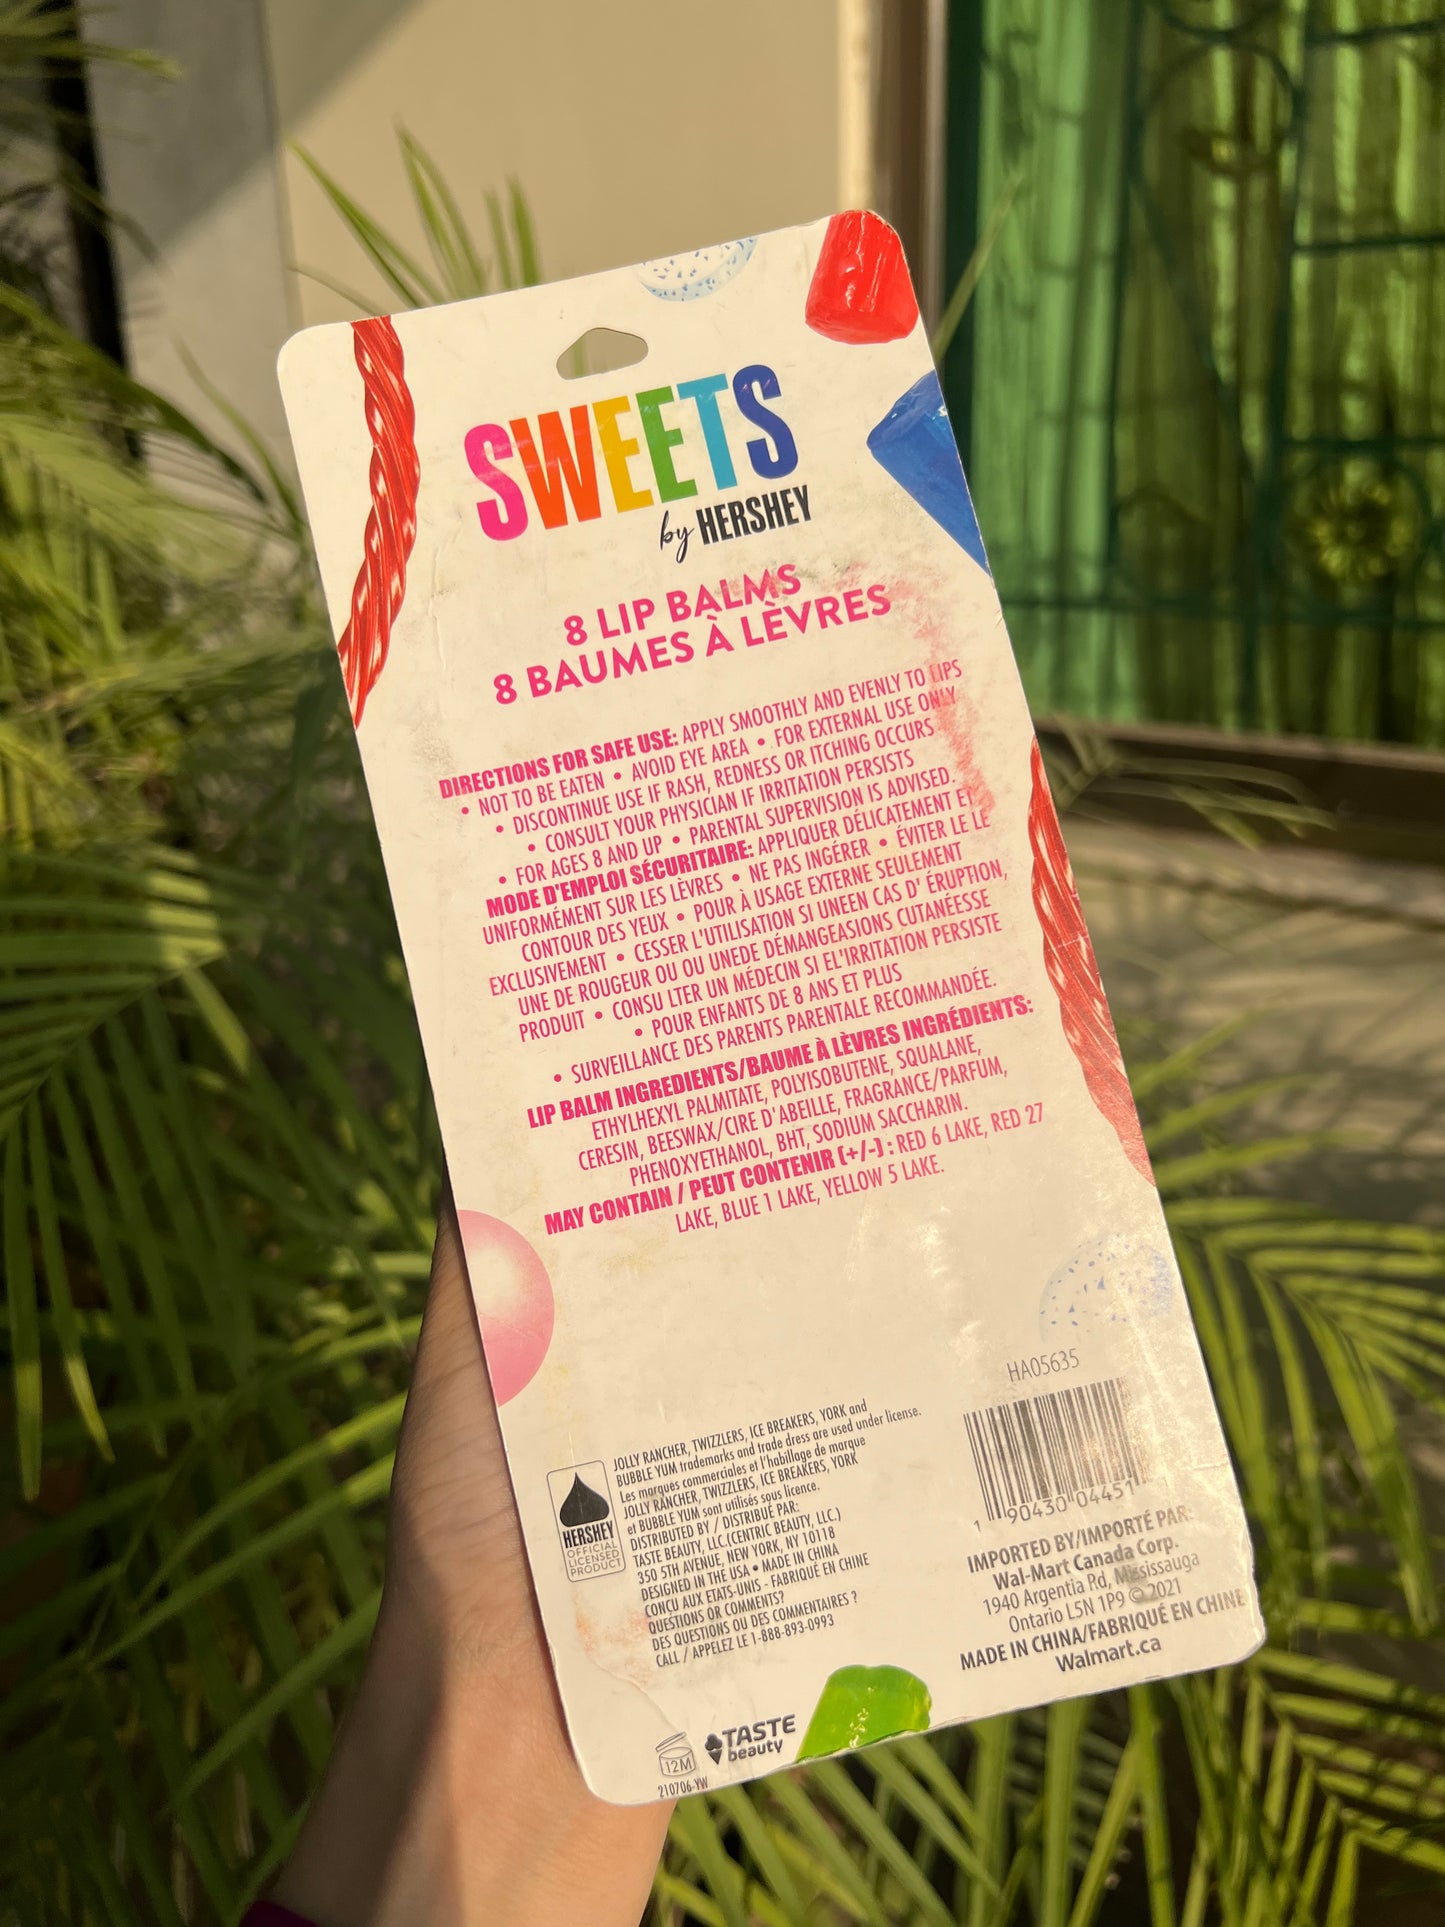 SWEETS
by HERSHEY
8 LIP BALMS
8 BAUMES À LÈVRES
DIRECTIONS FOR SAFE USE: APPLY SMOOTHLY AND EVENLY TO LIPS
• NOT TO BE EATEN • AVOID EYE AREA • FOR EXTERNAL USE ONLY
• DISCONTINUE USE IF RASH, REDNESS OR ITCHING OCCURS
• CONSULT YOUR PHYSICIAN IF IRRITATION PERSISTS
• FOR AGES 8 AND UP • PARENTAL SUPERVISION IS ADVISED.
MODE D'EMPLOI SÉCURITAIRE: APPLIQUER DÉLICATEMENT ET
UNIFORMÉMENT SUR LES LÈVRES • NE PAS INGÉRER • ÉVITER LE LE
CONTOUR DES YEUX • POUR À USAGE EXTERNE SEULEMENT
EXCLUSIVEMENT • CESSER L'UTILISATION SI UNEEN CAS D' ÉRUPTION,
UNE DE ROUGEUR OU OU UNEDE DÉMANGEASIONS CUTANÉESSE
PRODUIT • CONSU LTER UN MÉDECIN SI EL'IRRITATION PERSISTE
• POUR ENFANTS DE 8 ANS ET PLUS
• SURVEILLANCE DES PARENTS PARENTALE RECOMMANDÉE.
LIP BALM INGREDIENTS/BAUME À LÈVRES INGRÉDIENTS:
ETHYLHEXYL PALMITATE, POLYISOBUTENE, SQUALANE,
CERESIN, BEESWAX/CIRE D'ABEILLE, FRAGRANCE/PARFUM,
PHENOXYETHANOL, BHT, SODIUM SACCHARIN.
MAY CONTAIN / PEUT CONTENIR (+/-) : RED 6 LAKE, RED 27
LAKE, BLUE 1 LAKE, YELLOW 5 LAKE.
HERSHEY
OFFICIAL
LICENSED
PRODUCT
JOLLY RANCHER, TWIZZLERS, ICE BREAKERS, YORK and
BUBBLE YUM trademarks and trade dress are used under license.
Les marques commerciales et l'habillage de marque
JOLLY RANCHER, TWIZZLERS, ICE BREAKERS, YORK
et BUBBLE YUM sont utilisés sous licence.
DISTRIBUTED BY / DISTRIBUÉ PAR:
TASTE BEAUTY, LLC.(CENTRIC BEAUTY, LLC.)
350 5TH AVENUE, NEW YORK, NY 10118
DESIGNED IN THE USA • MADE IN CHINA
CONÇU AUX ETATS-UNIS - FABRIQUÉ EN CHINE
QUESTIONS OR COMMENTS?
DES QUESTIONS OU DES COMMENTAIRES ?
CALL / APPELEZ LE 1-888-893-0993
HA05635
1 90430 04451
IMPORTED BY/IMPORTÉ PAR:
Wal-Mart Canada Corp.
1940 Argentia Rd, Mississauga
Ontario L5N 1P9 © 2021
MADE IN CHINA/FABRIQUÉ EN CHINE
Walmart.ca
12M
210706-YW
TASTE
beauty